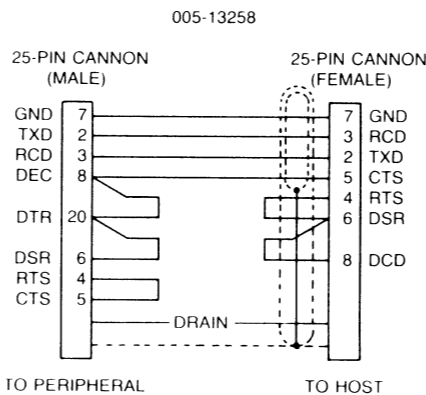 005-13258
25-PIN CANNON (MALE)
25-PIN CANNON (FEMALE)
GND 7 7 GND
TXD 2 3 RCD
RCD 3 2 TXD
DEC 8 5 CTS
4 RTS
DTR 20 6 DSR
DSR 6 8 DCD
RTS 4
CTS 5
DRAIN
TO PERIPHERAL TO HOST